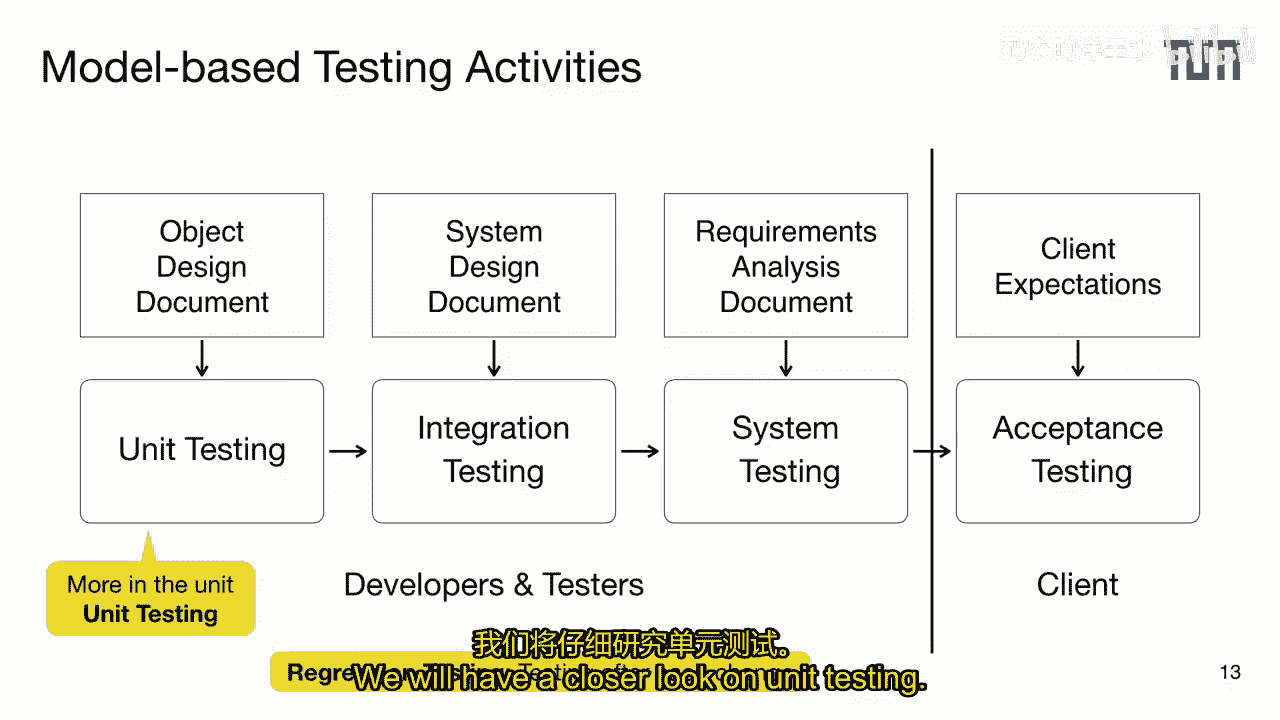 Model-based Testing Activities
Object
Design
Document
System
Design
Document
Requirements
Analysis
Document
Client
Expectations
Unit Testing
Integration
Testing
System
Testing
Acceptance
Testing
More in the unit
Unit Testing
Developers & Testers
Client
我们将仔细研究单元测试。
We will have a closer look on unit testing.
13